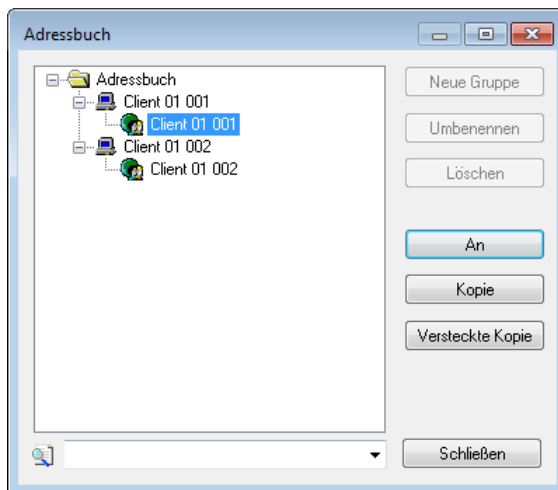 Adressbuch
Adressbuch
Client 01 001
Client 01 001
Client 01 002
Client 01 002
Neue Gruppe
Umbenennen
Löschen
An
Kopie
Versteckte Kopie
Schließen